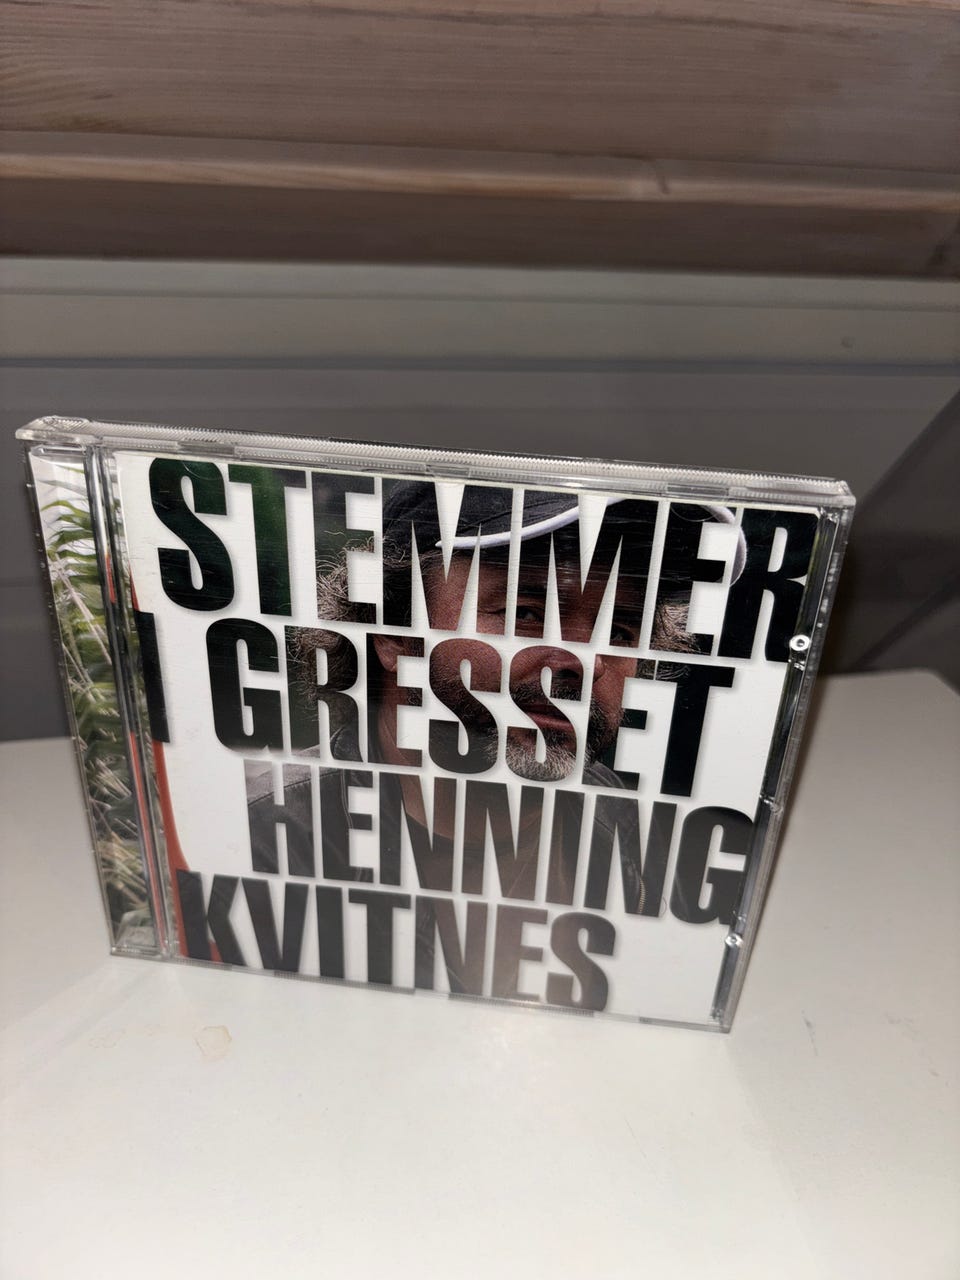 STEMMER
I GRESSET
HENNING
KVITNES